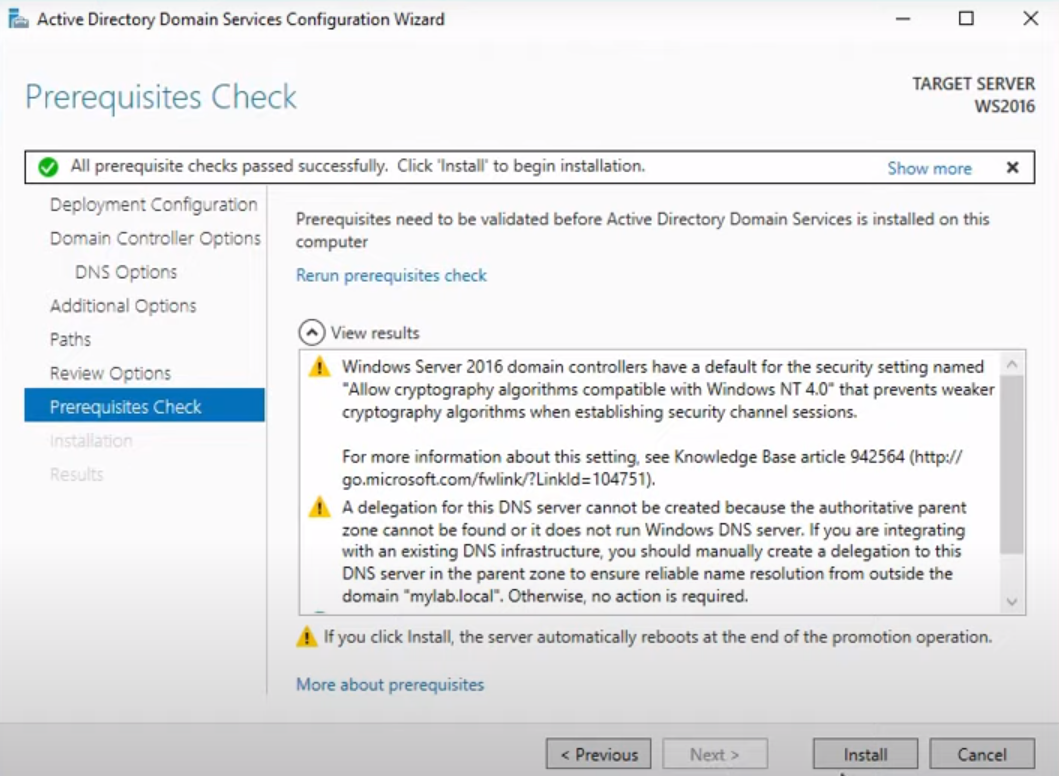 Active Directory Domain Services Configuration Wizard
Prerequisites Check
TARGET SERVER
WS2016
All prerequisite checks passed successfully. Click 'Install' to begin installation.
Show more
Deployment Configuration
Domain Controller Options
DNS Options
Additional Options
Paths
Review Options
Prerequisites Check
Installation
Results
Prerequisites need to be validated before Active Directory Domain Services is installed on this
computer
Rerun prerequisites check
View results
Windows Server 2016 domain controllers have a default for the security setting named
"Allow cryptography algorithms compatible with Windows NT 4.0" that prevents weaker
cryptography algorithms when establishing security channel sessions.
For more information about this setting, see Knowledge Base article 942564 (http://
go.microsoft.com/fwlink/?LinkId=104751).
A delegation for this DNS server cannot be created because the authoritative parent
zone cannot be found or it does not run Windows DNS server. If you are integrating
with an existing DNS infrastructure, you should manually create a delegation to this
DNS server in the parent zone to ensure reliable name resolution from outside the
domain "mylab.local". Otherwise, no action is required.
If you click Install, the server automatically reboots at the end of the promotion operation.
More about prerequisites
< Previous
Next >
Install
Cancel